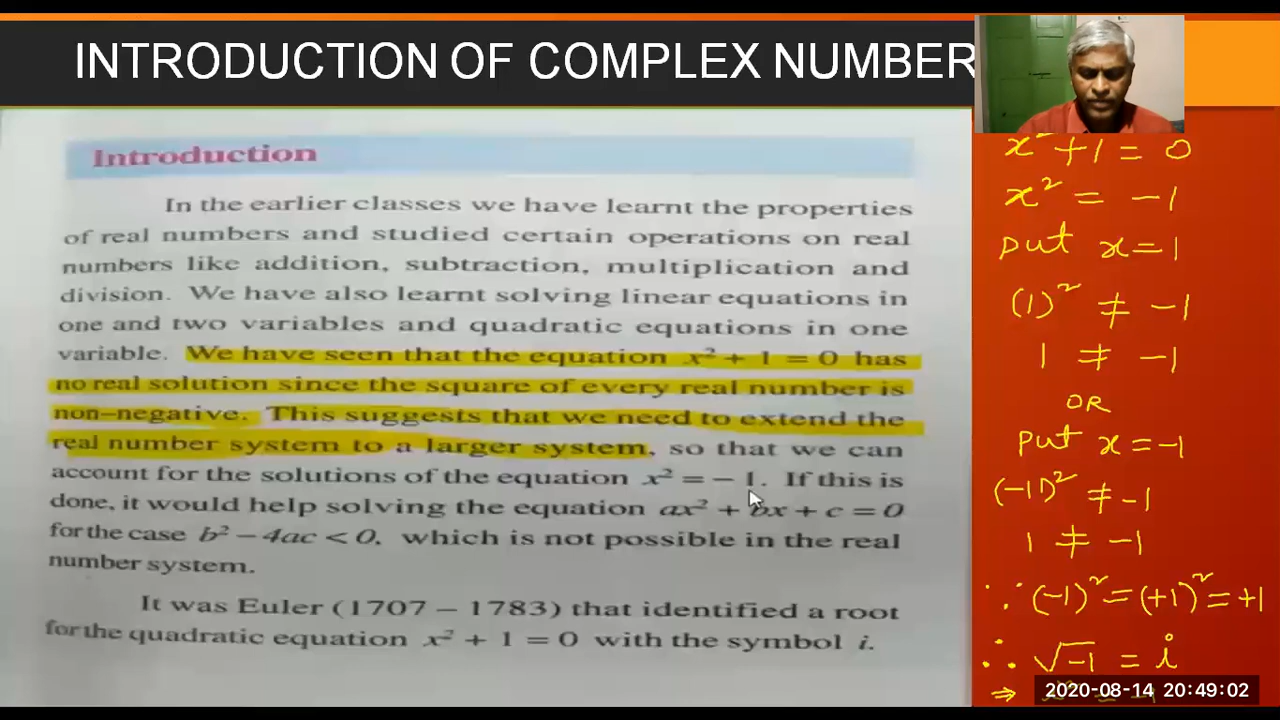 INTRODUCTION OF COMPLEX NUMBER
Introduction
In the earlier classes we have learnt the properties
of real numbers and studied certain operations on real
numbers like addition, subtraction, multiplication and
division. We have also learnt solving linear equations in
one and two variables and quadratic equations in one
variable. We have seen that the equation x² + 1 = 0 has
no real solution since the square of every real number is
non-negative. This suggests that we need to extend the
real number system to a larger system, so that we can
account for the solutions of the equation x² = – 1. If this is
done, it would help solving the equation ax² + bx + c = 0
for the case b² – 4ac < 0, which is not possible in the real
number system.
It was Euler (1707 – 1783) that identified a root
for the quadratic equation x² + 1 = 0 with the symbol i.
x² + 1 = 0
x² = -1
put x = 1
(1)² ≠ -1
1 ≠ -1
OR
put x = -1
(-1)² ≠ -1
1 ≠ -1
∵ (-1)² = (+1)² = +1
∴ √-1 = i
⇒
2020-08-14 20:49:02